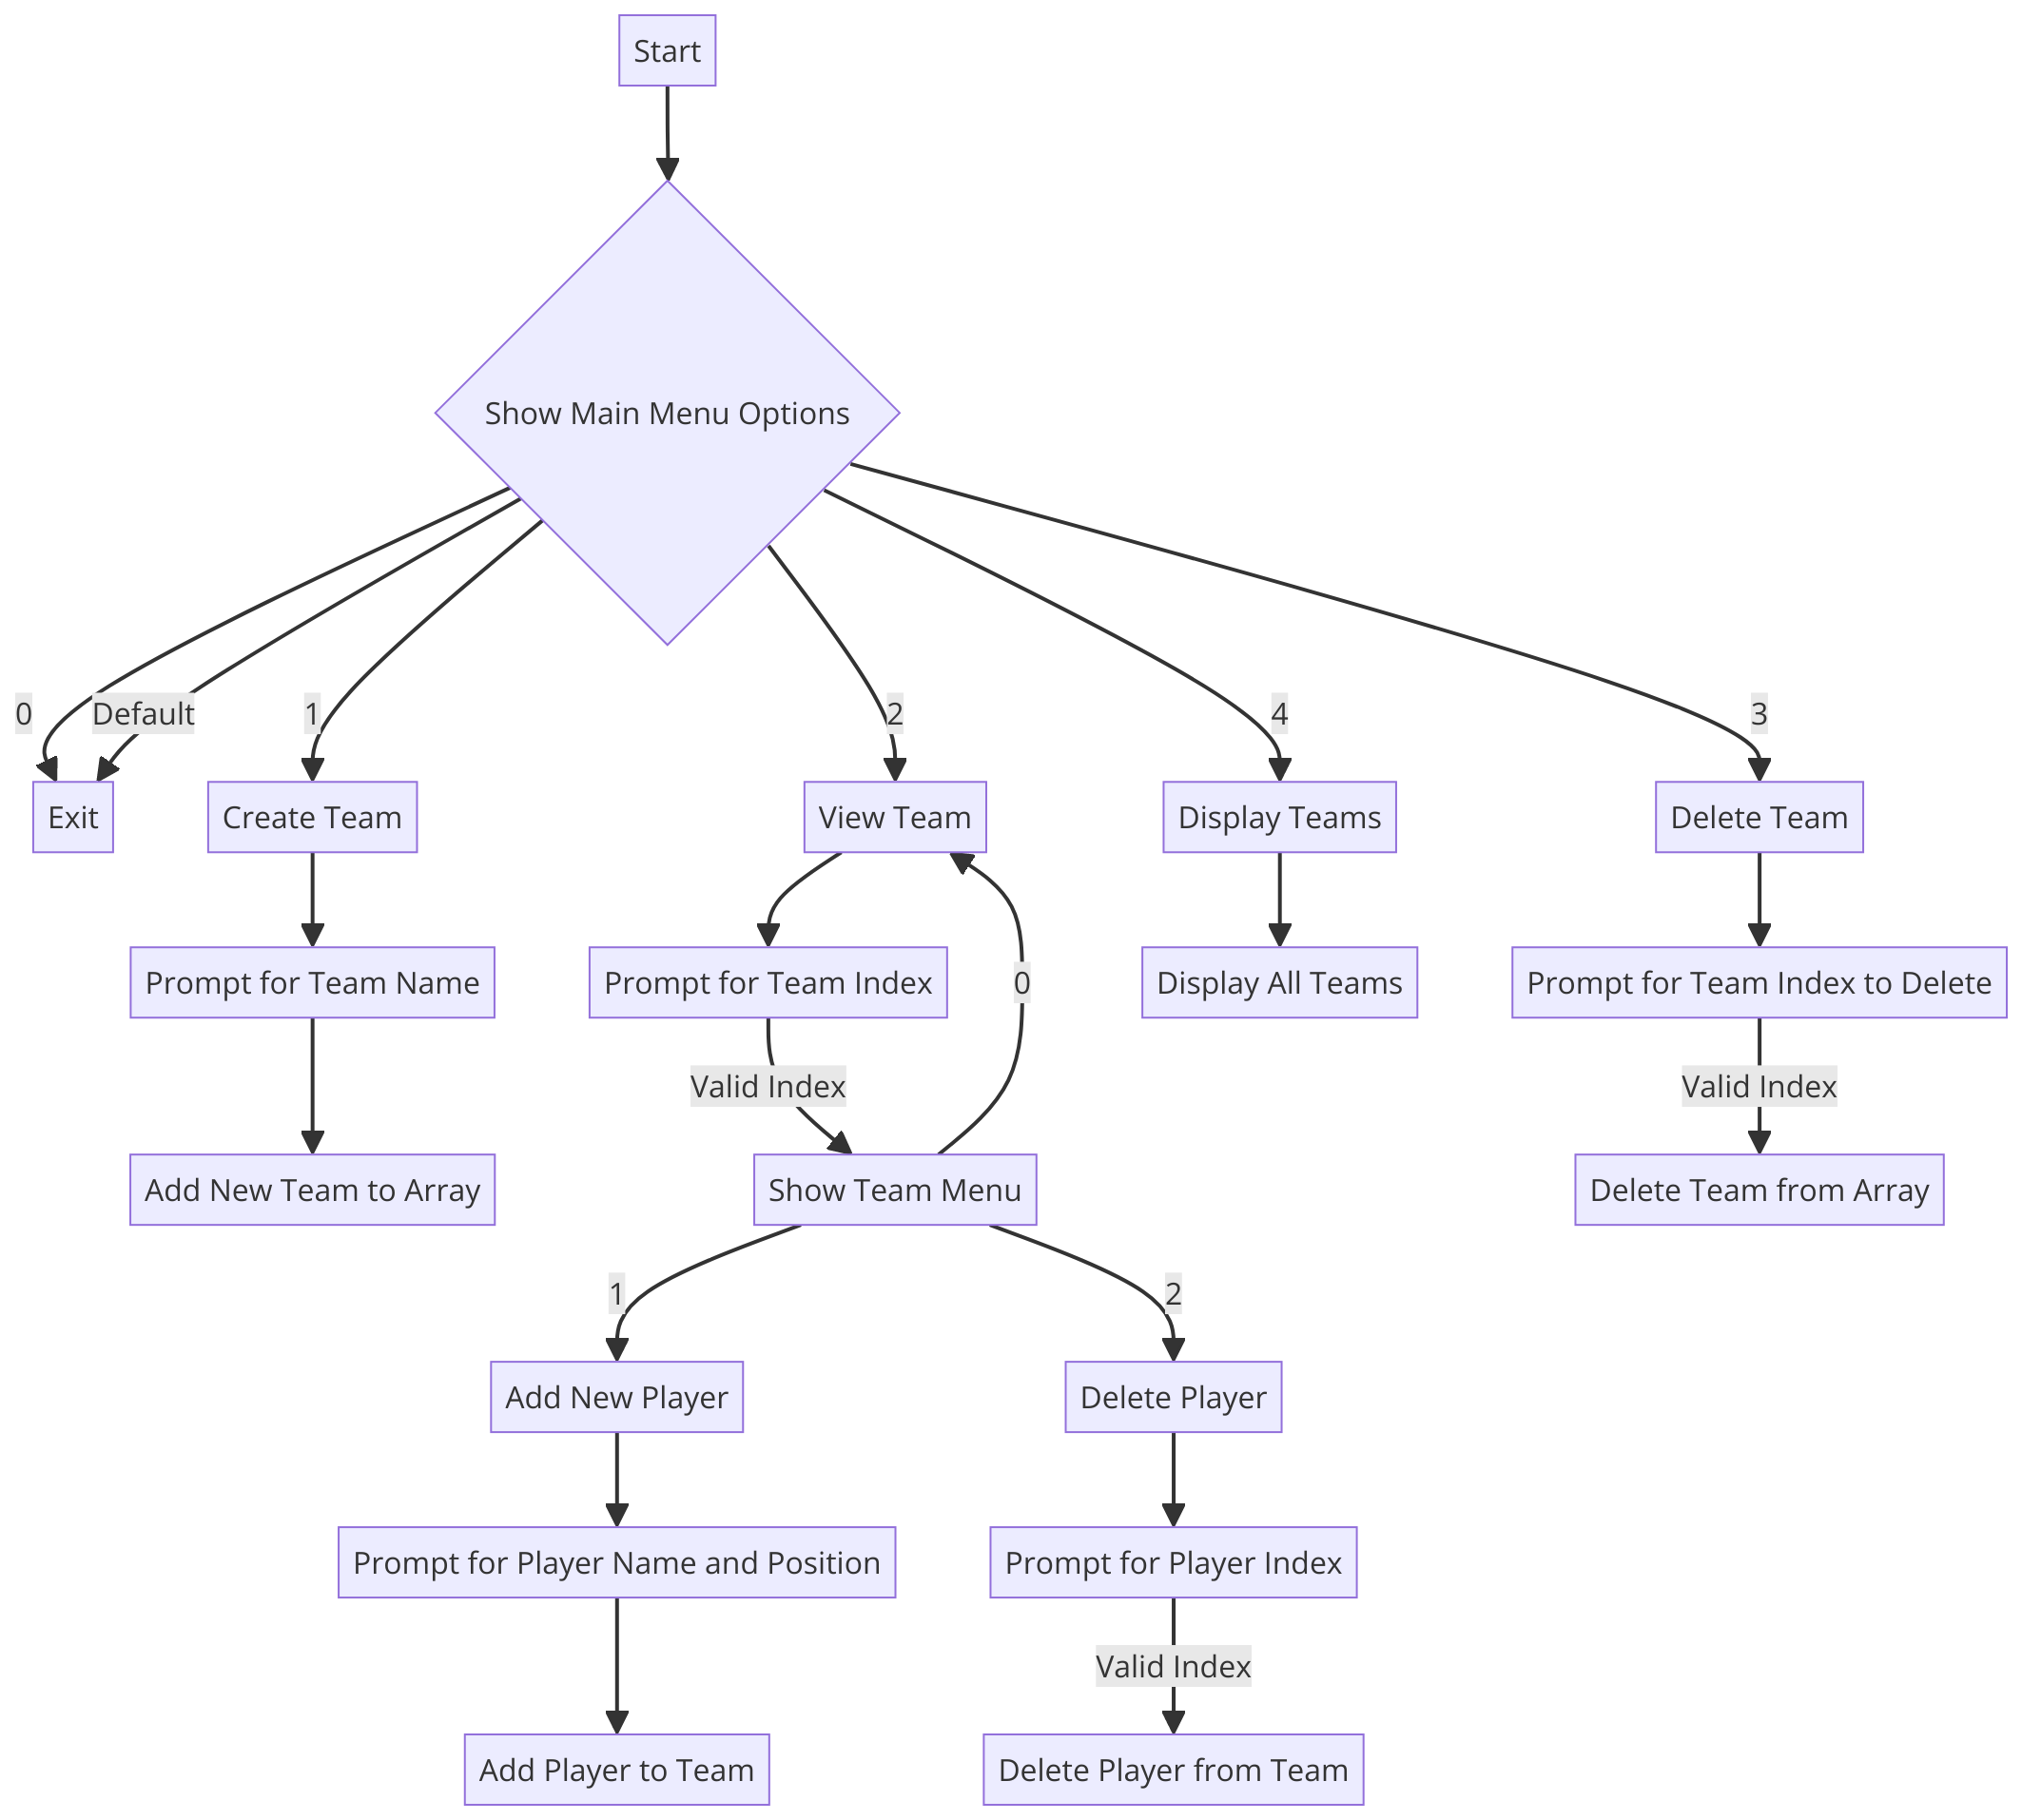 Start
Show Main Menu Options
0
Default
1
2
4
3
Exit
Create Team
View Team
Display Teams
Delete Team
Prompt for Team Name
Prompt for Team Index
0
Display All Teams
Prompt for Team Index to Delete
Valid Index
Valid Index
Add New Team to Array
Show Team Menu
Delete Team from Array
1
2
Add New Player
Delete Player
Prompt for Player Name and Position
Prompt for Player Index
Valid Index
Add Player to Team
Delete Player from Team